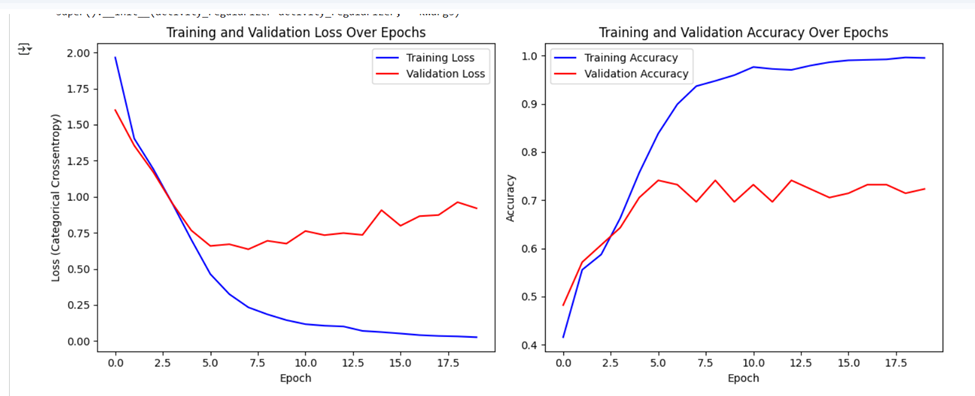 Training and Validation Loss Over Epochs
2.00
1.75
1.50
1.25
1.00
0.75
0.50
0.25
0.00
Loss (Categorical Crossentropy)
Training Loss
Validation Loss
0.0 2.5 5.0 7.5 10.0 12.5 15.0 17.5
Epoch
Training and Validation Accuracy Over Epochs
1.0
0.9
0.8
0.7
0.6
0.5
0.4
Accuracy
Training Accuracy
Validation Accuracy
0.0 2.5 5.0 7.5 10.0 12.5 15.0 17.5
Epoch